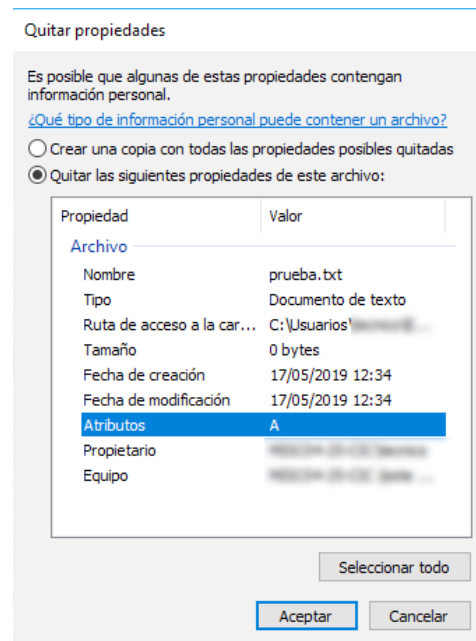 Quitar propiedades
Es posible que algunas de estas propiedades contengan
información personal.
¿Qué tipo de información personal puede contener un archivo?
Crear una copia con todas las propiedades posibles quitadas
Quitar las siguientes propiedades de este archivo:
Propiedad Valor
Archivo
Nombre prueba.txt
Tipo Documento de texto
Ruta de acceso a la car... C:\Usuarios\
Tamaño 0 bytes
Fecha de creación 17/05/2019 12:34
Fecha de modificación 17/05/2019 12:34
Atributos A
Propietario
Equipo
Seleccionar todo
Aceptar Cancelar